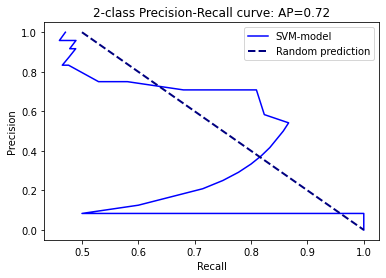 2-class Precision-Recall curve: AP=0.72
SVM-model
Random prediction
Precision
1.0
0.8
0.6
0.4
0.2
0.0
0.5 0.6 0.7 0.8 0.9 1.0
Recall